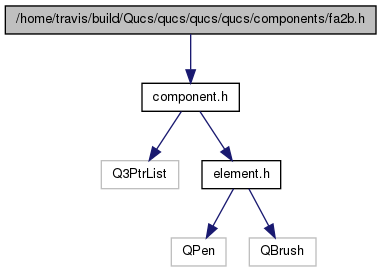 /home/travis/build/Qucs/qucs/qucs/qucs/components/fa2b.h
component.h
Q3PtrList
element.h
QPen
QBrush